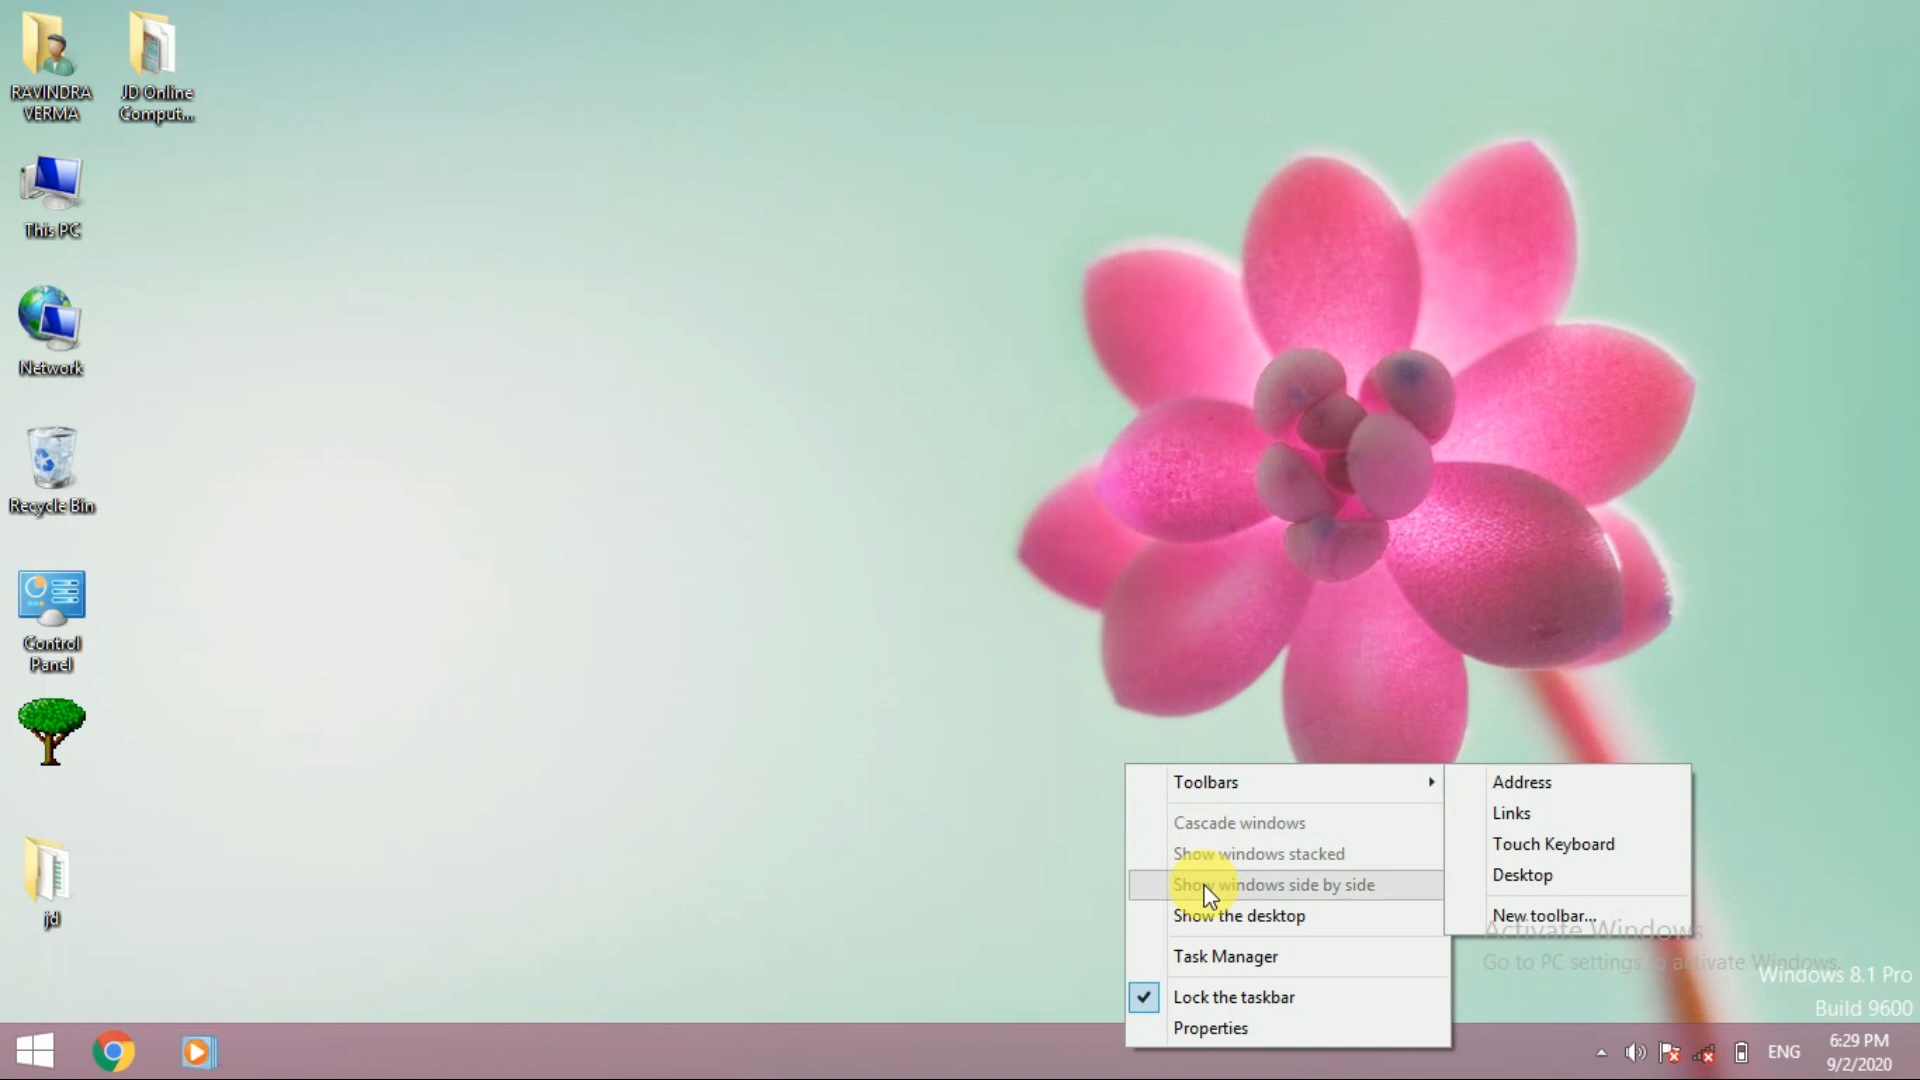 RAVINDRA
VERMA
JD Online
Comput...
This PC
Network
Recycle Bin
Control
Panel
jd
Toolbars
Cascade windows
Show windows stacked
Show windows side by side
Show the desktop
Task Manager
Lock the taskbar
Properties
Address
Links
Touch Keyboard
Desktop
New toolbar...
Activate Windows
Go to PC settings to activate Windows.
Windows 8.1 Pro
Build 9600
ENG
6:29 PM
9/2/2020